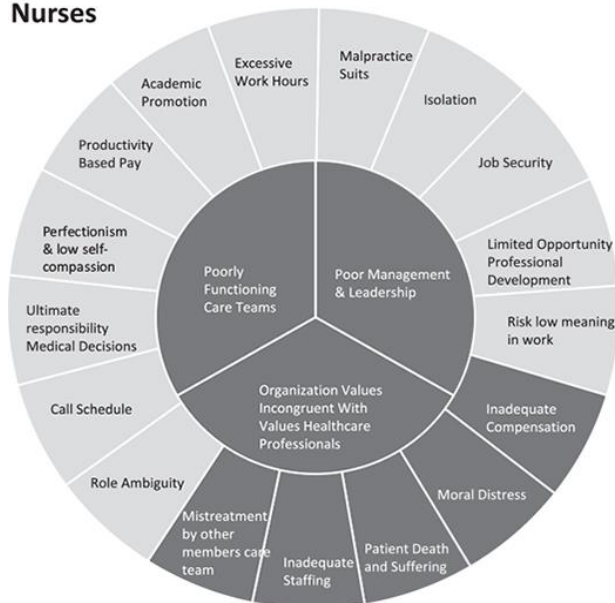 Nurses
Malpractice
Suits
Isolation
Job Security
Limited Opportunity
Professional
Development
Risk low meaning
in work
Inadequate
Compensation
Moral Distress
Patient Death
and Suffering
Inadequate
Staffing
Mistreatment
by other
members care
team
Role Ambiguity
Call Schedule
Ultimate
responsibility
Medical Decisions
Perfectionism
& low self-
compassion
Productivity
Based Pay
Academic
Promotion
Excessive
Work Hours
Poorly
Functioning
Care Teams
Poor Management
& Leadership
Organization Values
Incongruent With
Values Healthcare
Professionals